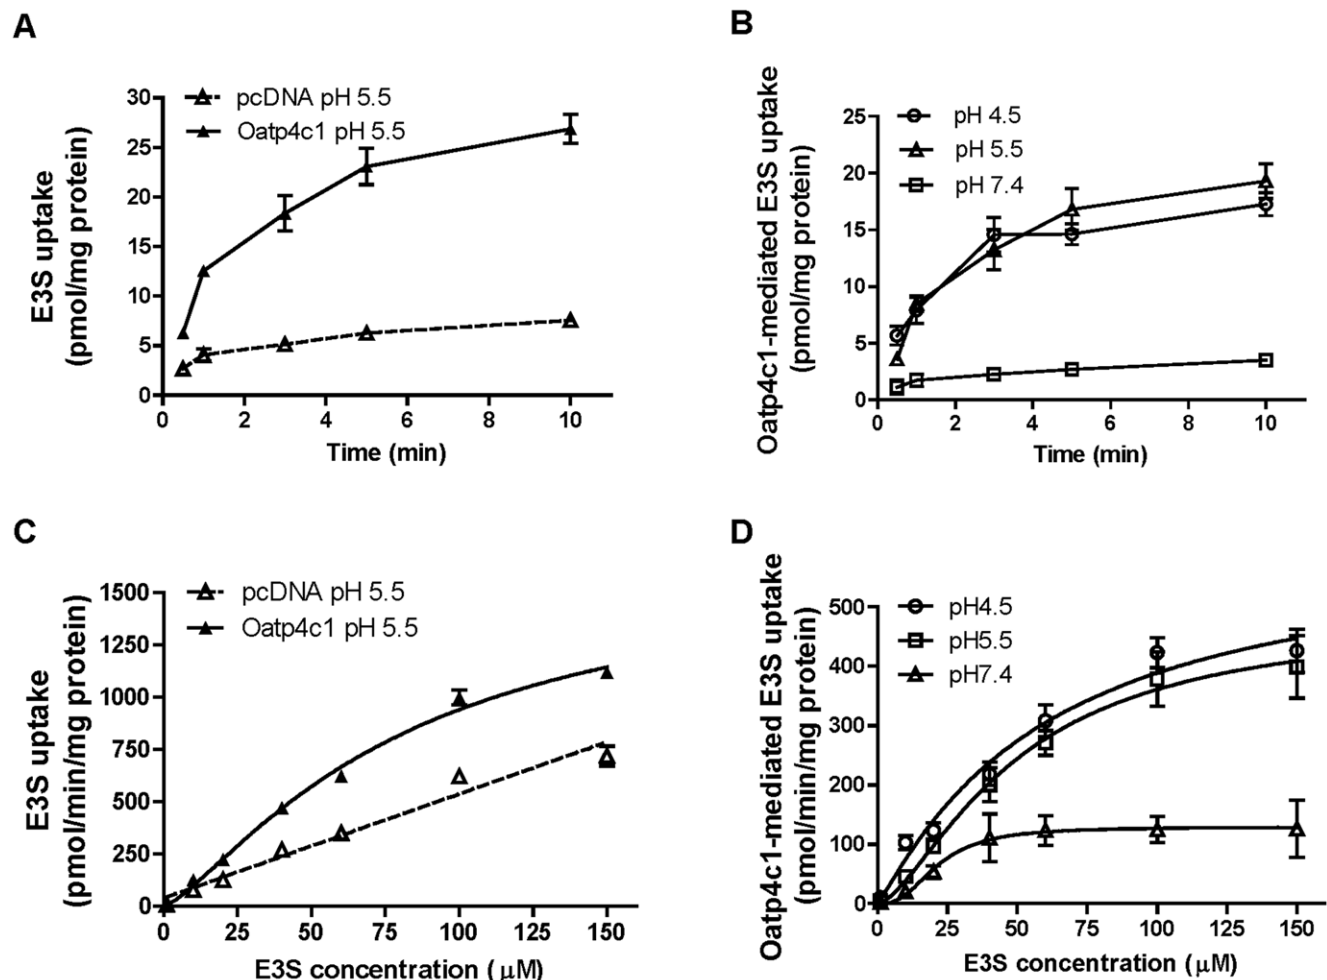 A
E3S uptake
(pmol/mg protein)
30
25
20
15
10
5
0
pcDNA pH 5.5
Oatp4c1 pH 5.5
0 2 4 6 8 10
Time (min)
B
Oatp4c1-mediated E3S uptake
(pmol/mg protein)
25
20
15
10
5
0
pH 4.5
pH 5.5
pH 7.4
0 2 4 6 8 10
Time (min)
C
E3S uptake
(pmol/min/mg protein)
1500
1250
1000
750
500
250
0
pcDNA pH 5.5
Oatp4c1 pH 5.5
0 25 50 75 100 125 150
E3S concentration (μM)
D
Oatp4c1-mediated E3S uptake
(pmol/min/mg protein)
500
400
300
200
100
0
pH4.5
pH5.5
pH7.4
0 25 50 75 100 125 150
E3S concentration (μM)